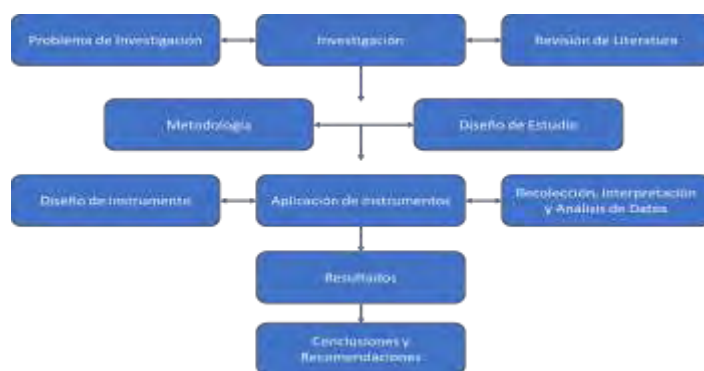 Problema de Investigación
Investigación
Revisión de Literatura
Metodología
Diseño de Estudio
Diseño de instrumento
Aplicación de instrumentos
Recolección, Interpretación
y Análisis de Datos
Resultados
Conclusiones y
Recomendaciones